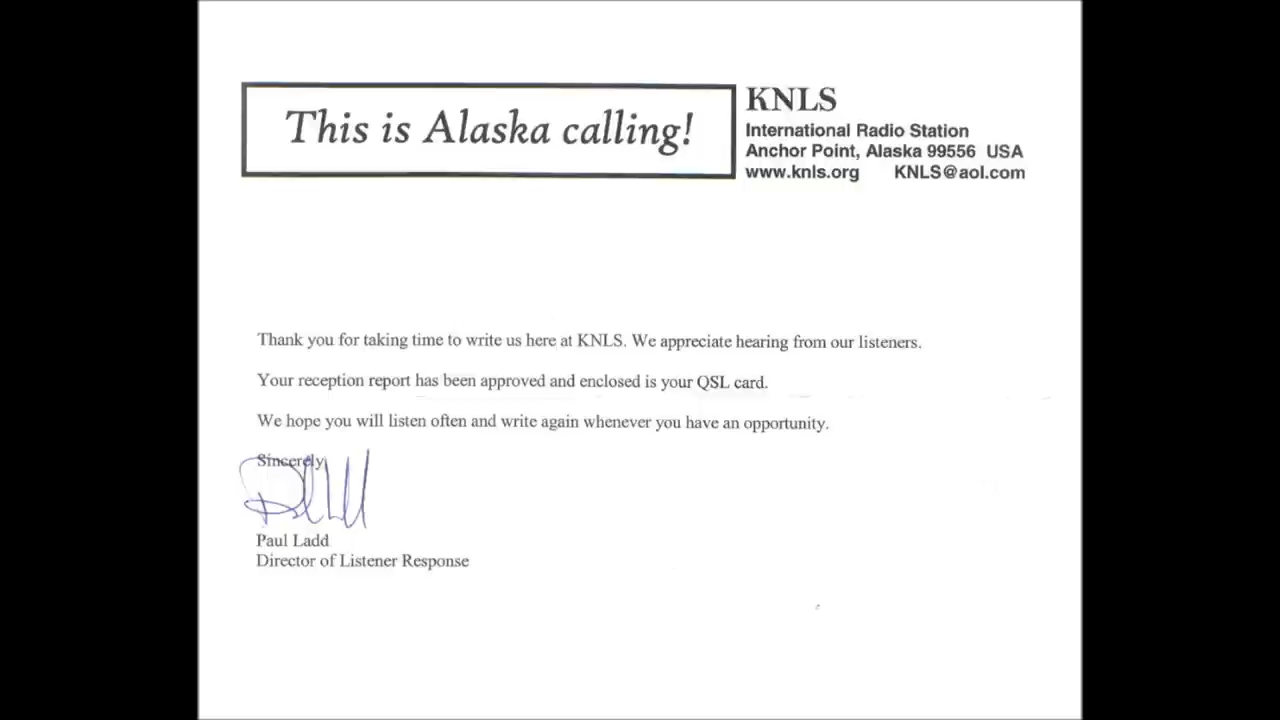 This is Alaska calling!
KNLS
International Radio Station
Anchor Point, Alaska 99556 USA
www.knls.org KNLS@aol.com
Thank you for taking time to write us here at KNLS. We appreciate hearing from our listeners.
Your reception report has been approved and enclosed is your QSL card.
We hope you will listen often and write again whenever you have an opportunity.
Sincerely
Paul Ladd
Director of Listener Response